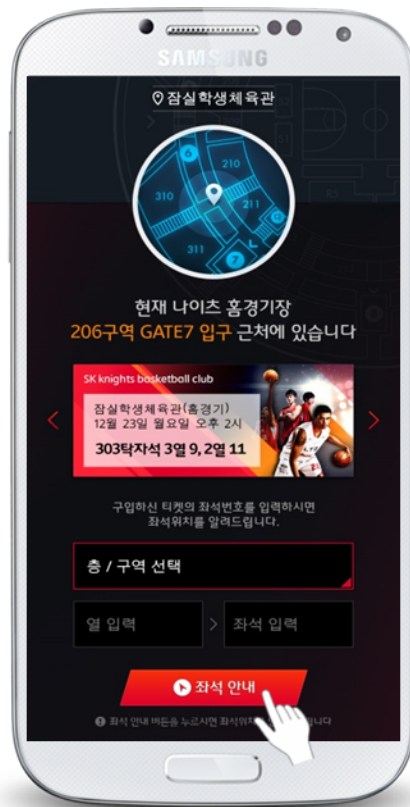 SAMSUNG
잠실학생체육관
6
210
310
211
311
7
현재 나이츠 홈경기장
206구역 GATE7 입구 근처에 있습니다
SK knights basketball club
잠실학생체육관(홈경기)
12월 23일 월요일 오후 2시
303탁자석 3열 9, 2열 11
구입하신 티켓의 좌석번호를 입력하시면
좌석위치를 알려드립니다.
층 / 구역 선택
열 입력 > 좌석 입력
좌석 안내
좌석 안내 버튼을 누르시면 좌석위치